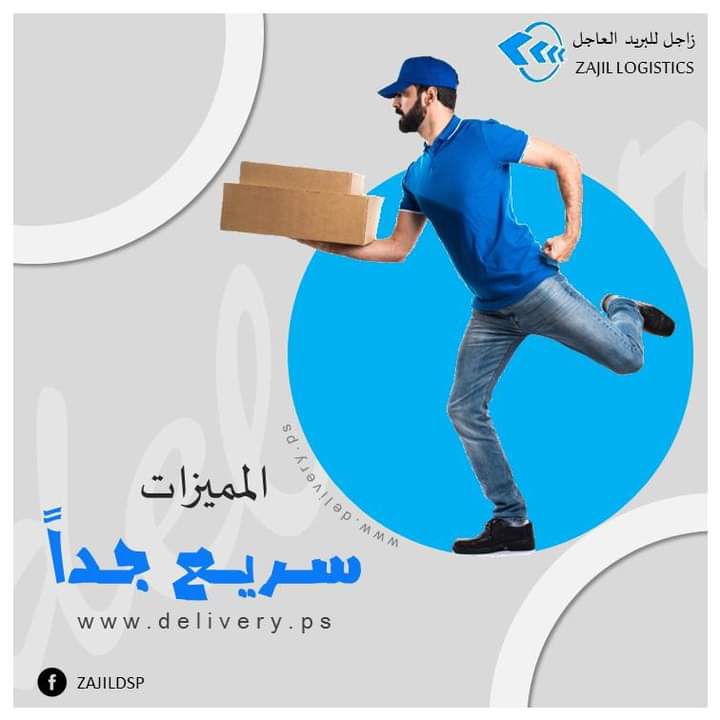 زاجل للبريد العاجل
ZAJIL LOGISTICS
www.delivery.ps
المميزات
سريع جداً
www.delivery.ps
ZAJILDSP